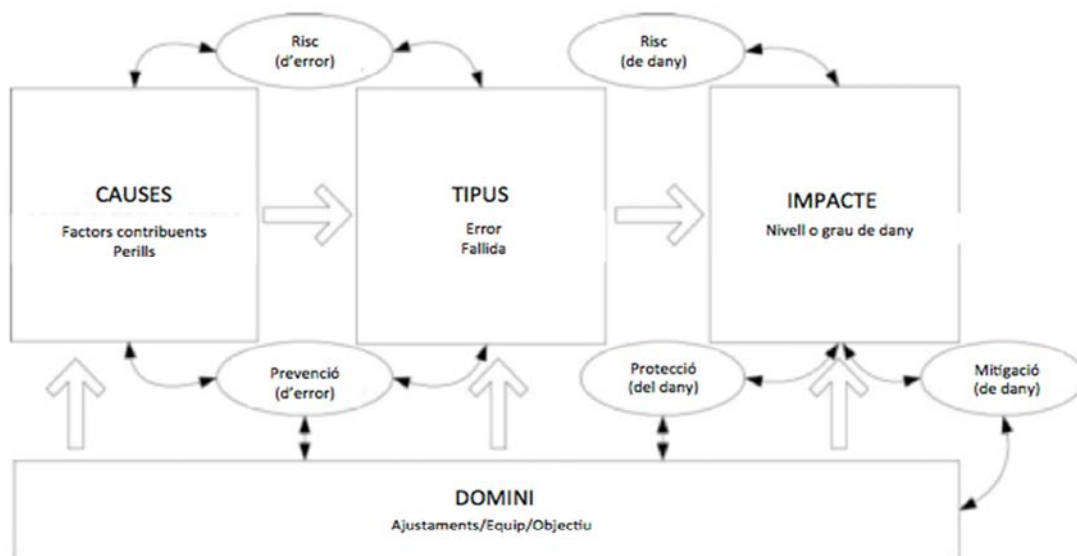 Risc
(d'error)
Risc
(de dany)
CAUSES
Factors contribuents
Perills
TIPUS
Error
Fallida
IMPACTE
Nivell o grau de dany
Prevenció
(d'error)
Protecció
(del dany)
Mitigació
(de dany)
DOMINI
Ajustaments/Equip/Objectiu